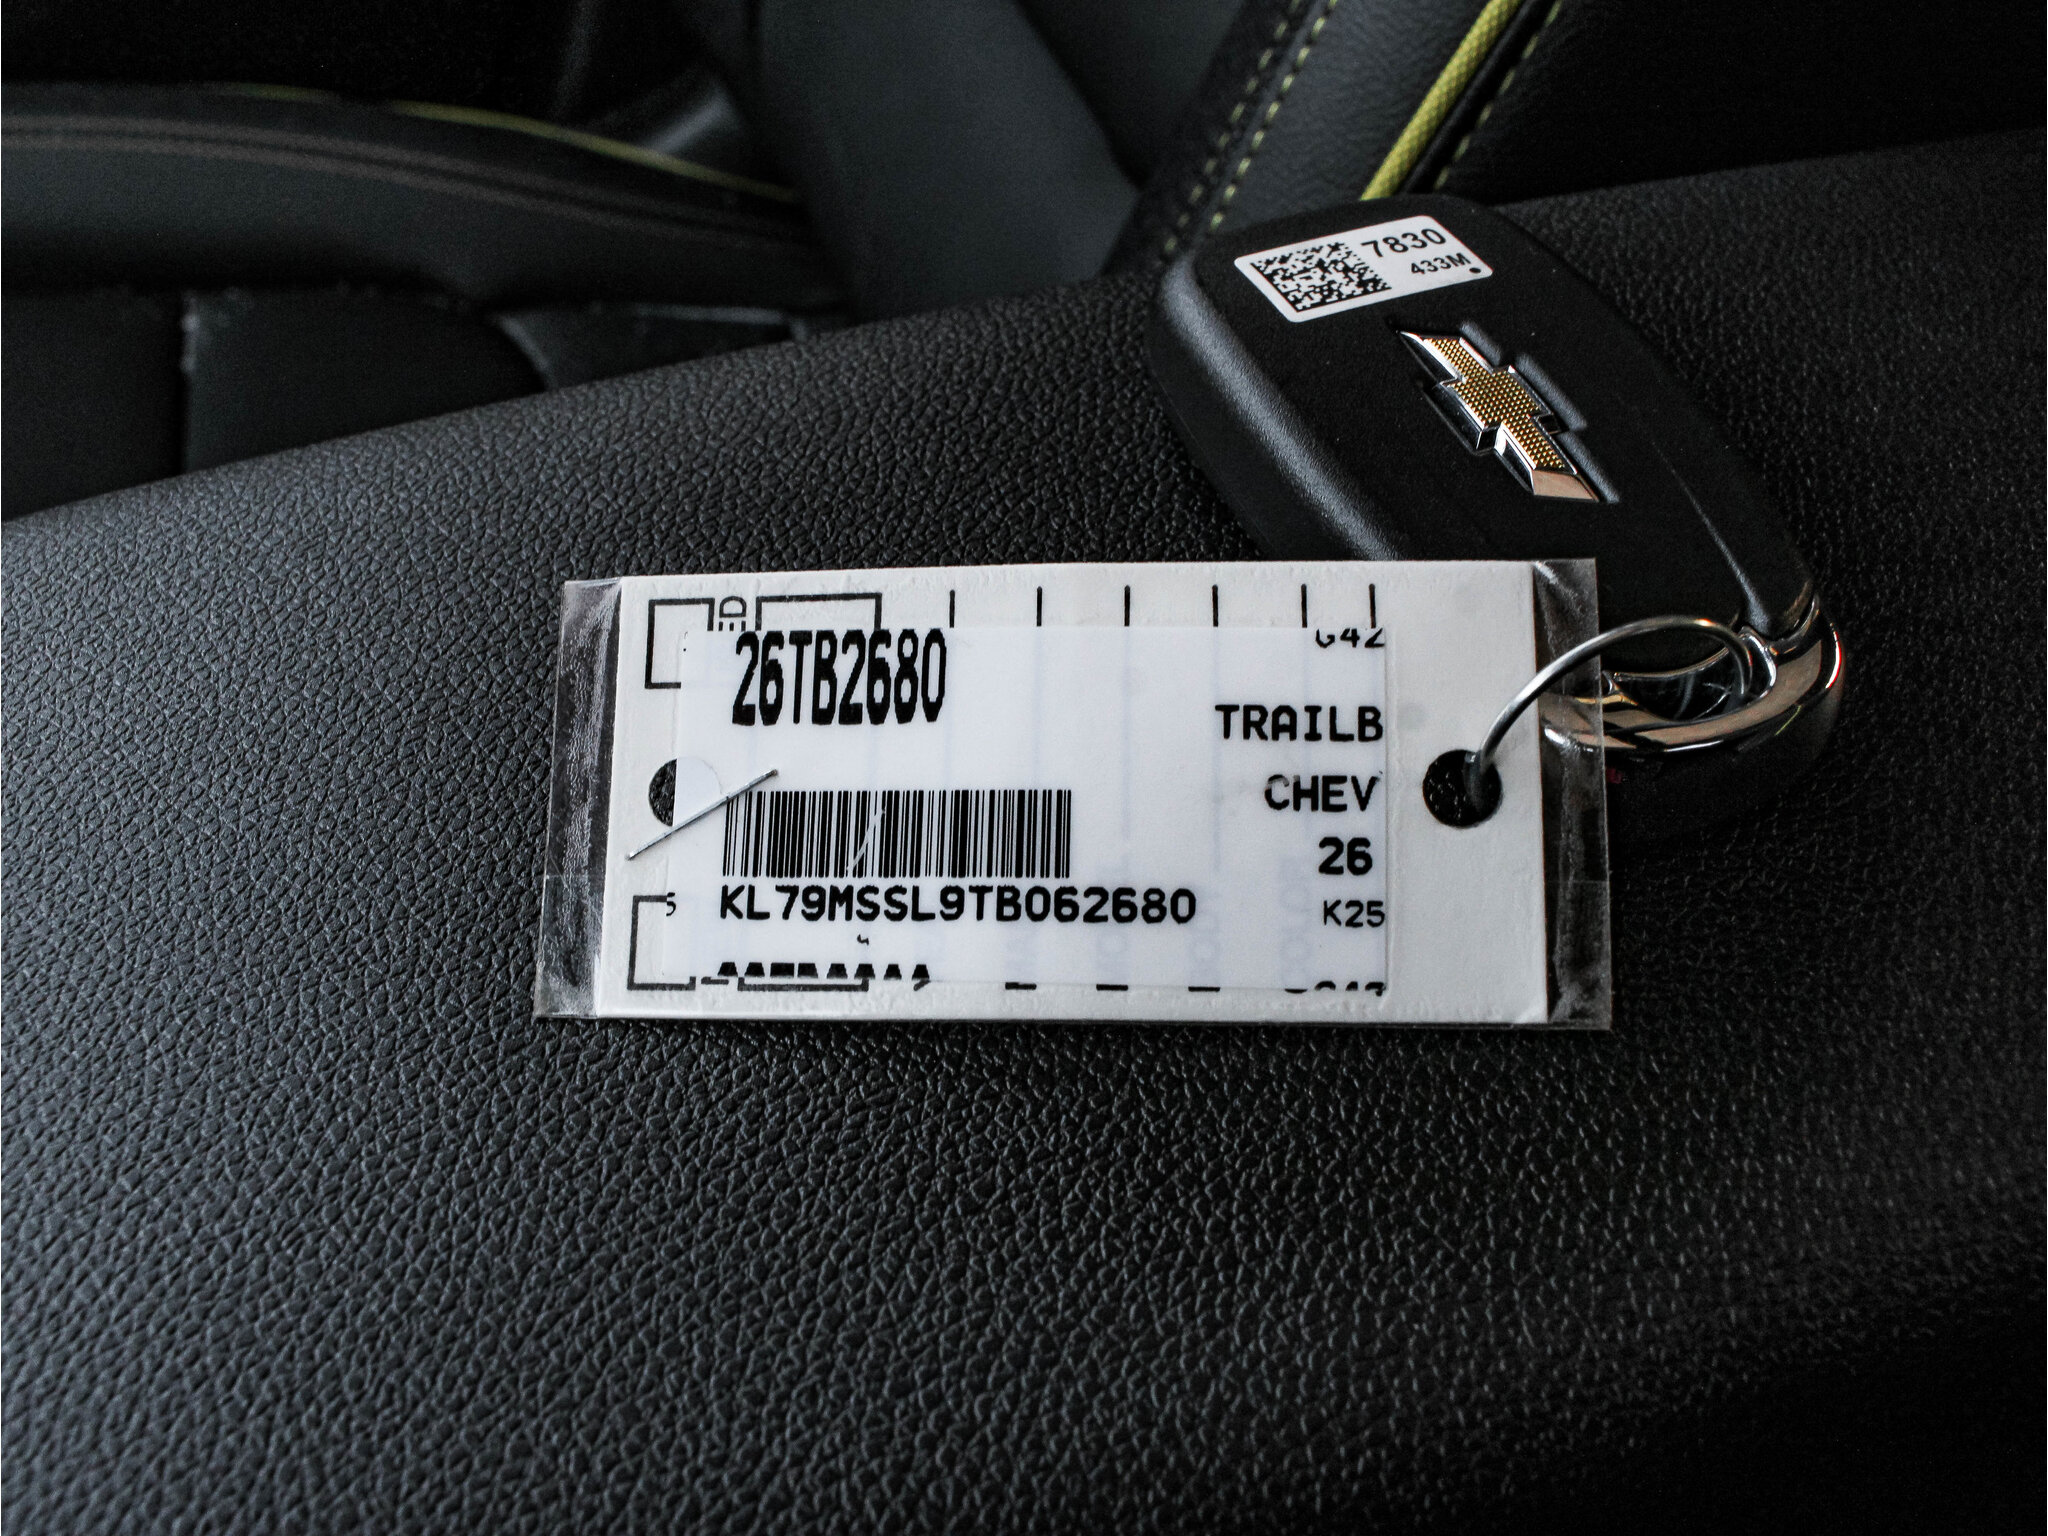 7830
433M
26TB2680
G42
TRAILB
CHEV
26
KL79MSSL9TB062680
K25